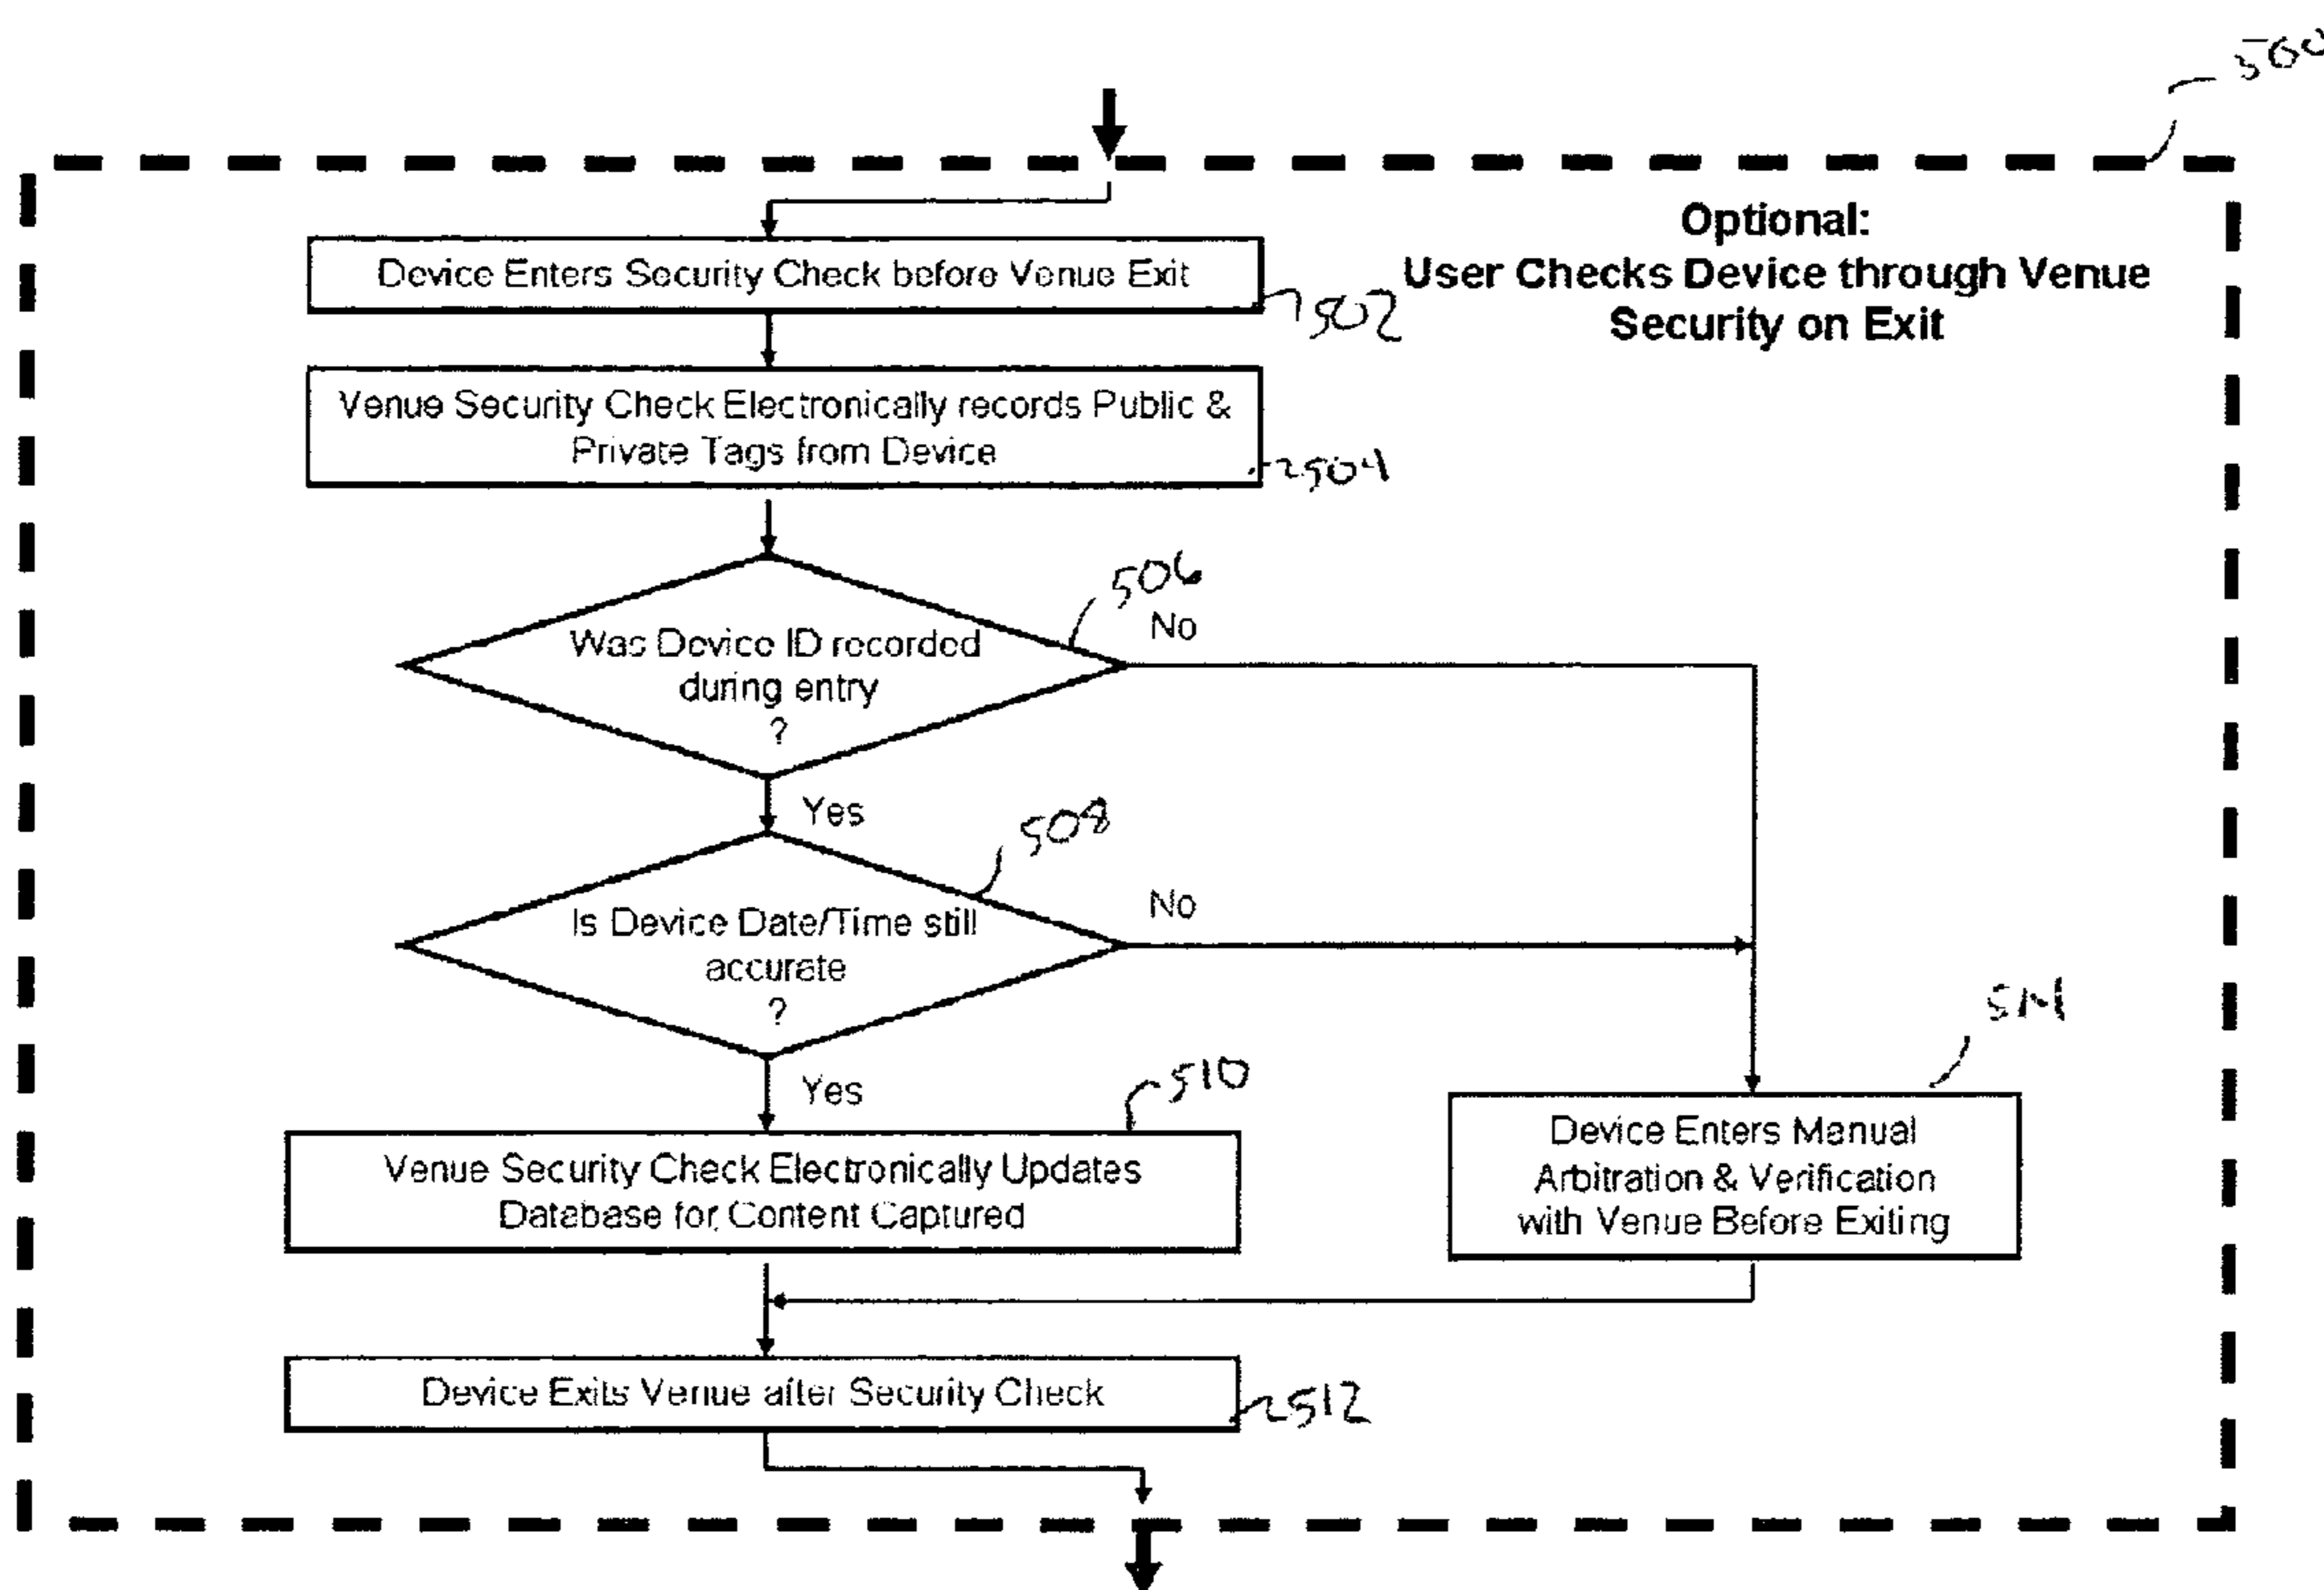 500
Optional:
User Checks Device through Venue
Security on Exit
Device Enters Security Check before Venue Exit
502
Venue Security Check Electronically records Public &
Private Tags from Device
504
506
Was Device ID recorded
during entry
?
No
Yes
508
Is Device Date/Time still
accurate
?
No
Yes
510
Venue Security Check Electronically Updates
Database for Content Captured
514
Device Enters Manual
Arbitration & Verification
with Venue Before Exiting
Device Exits Venue after Security Check
512